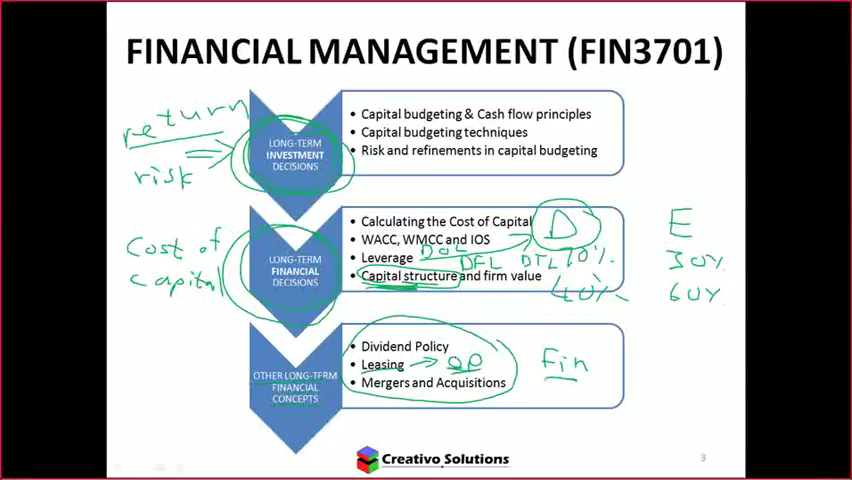 FINANCIAL MANAGEMENT (FIN3701)
return
risk
LONG-TERM
INVESTMENT
DECISIONS
• Capital budgeting & Cash flow principles
• Capital budgeting techniques
• Risk and refinements in capital budgeting
Cost of
capital
LONG-TERM
FINANCIAL
DECISIONS
• Calculating the Cost of Capital D E
• WACC, WMCC and IOS
• Leverage DOL DFL DTL 70% 30%
• Capital structure and firm value 40% 60%
OTHER LONG-TERM
FINANCIAL
CONCEPTS
• Dividend Policy
• Leasing → op Fin
• Mergers and Acquisitions
Creativo Solutions
3